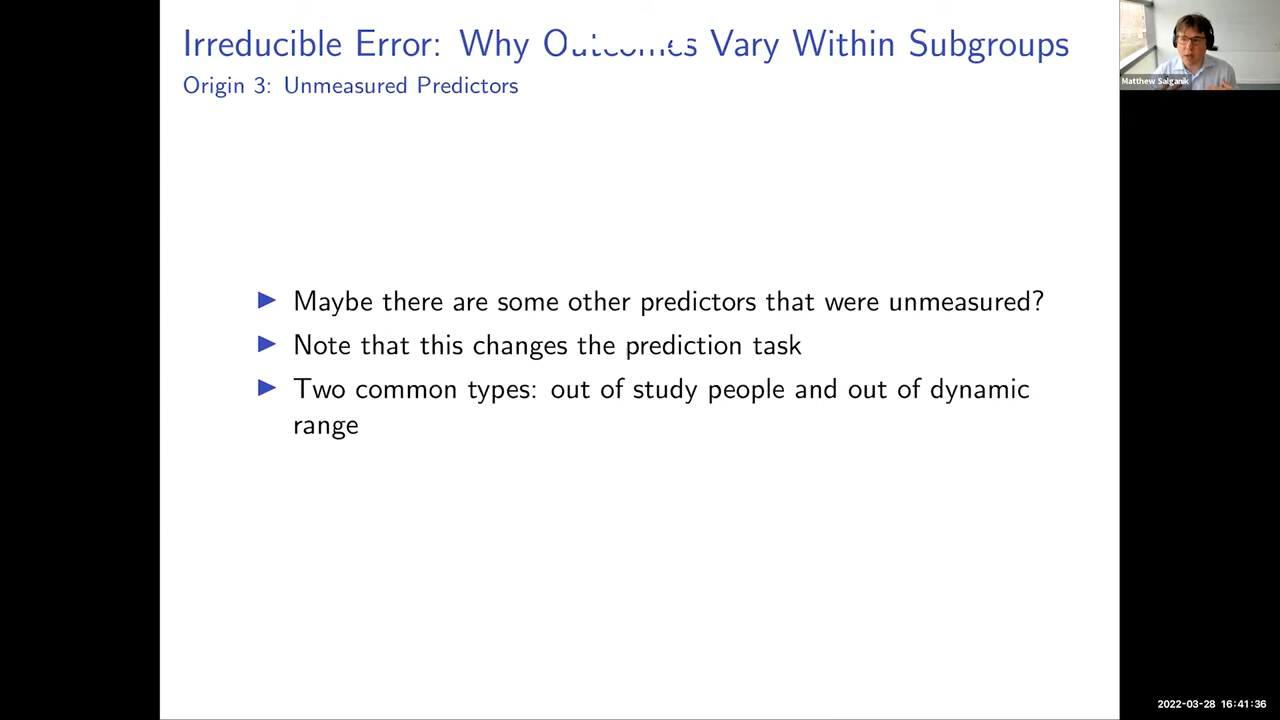 Irreducible Error: Why Outcomes Vary Within Subgroups
Origin 3: Unmeasured Predictors
Matthew Salganik
Maybe there are some other predictors that were unmeasured?
Note that this changes the prediction task
Two common types: out of study people and out of dynamic
range
2022-03-28 16:41:36